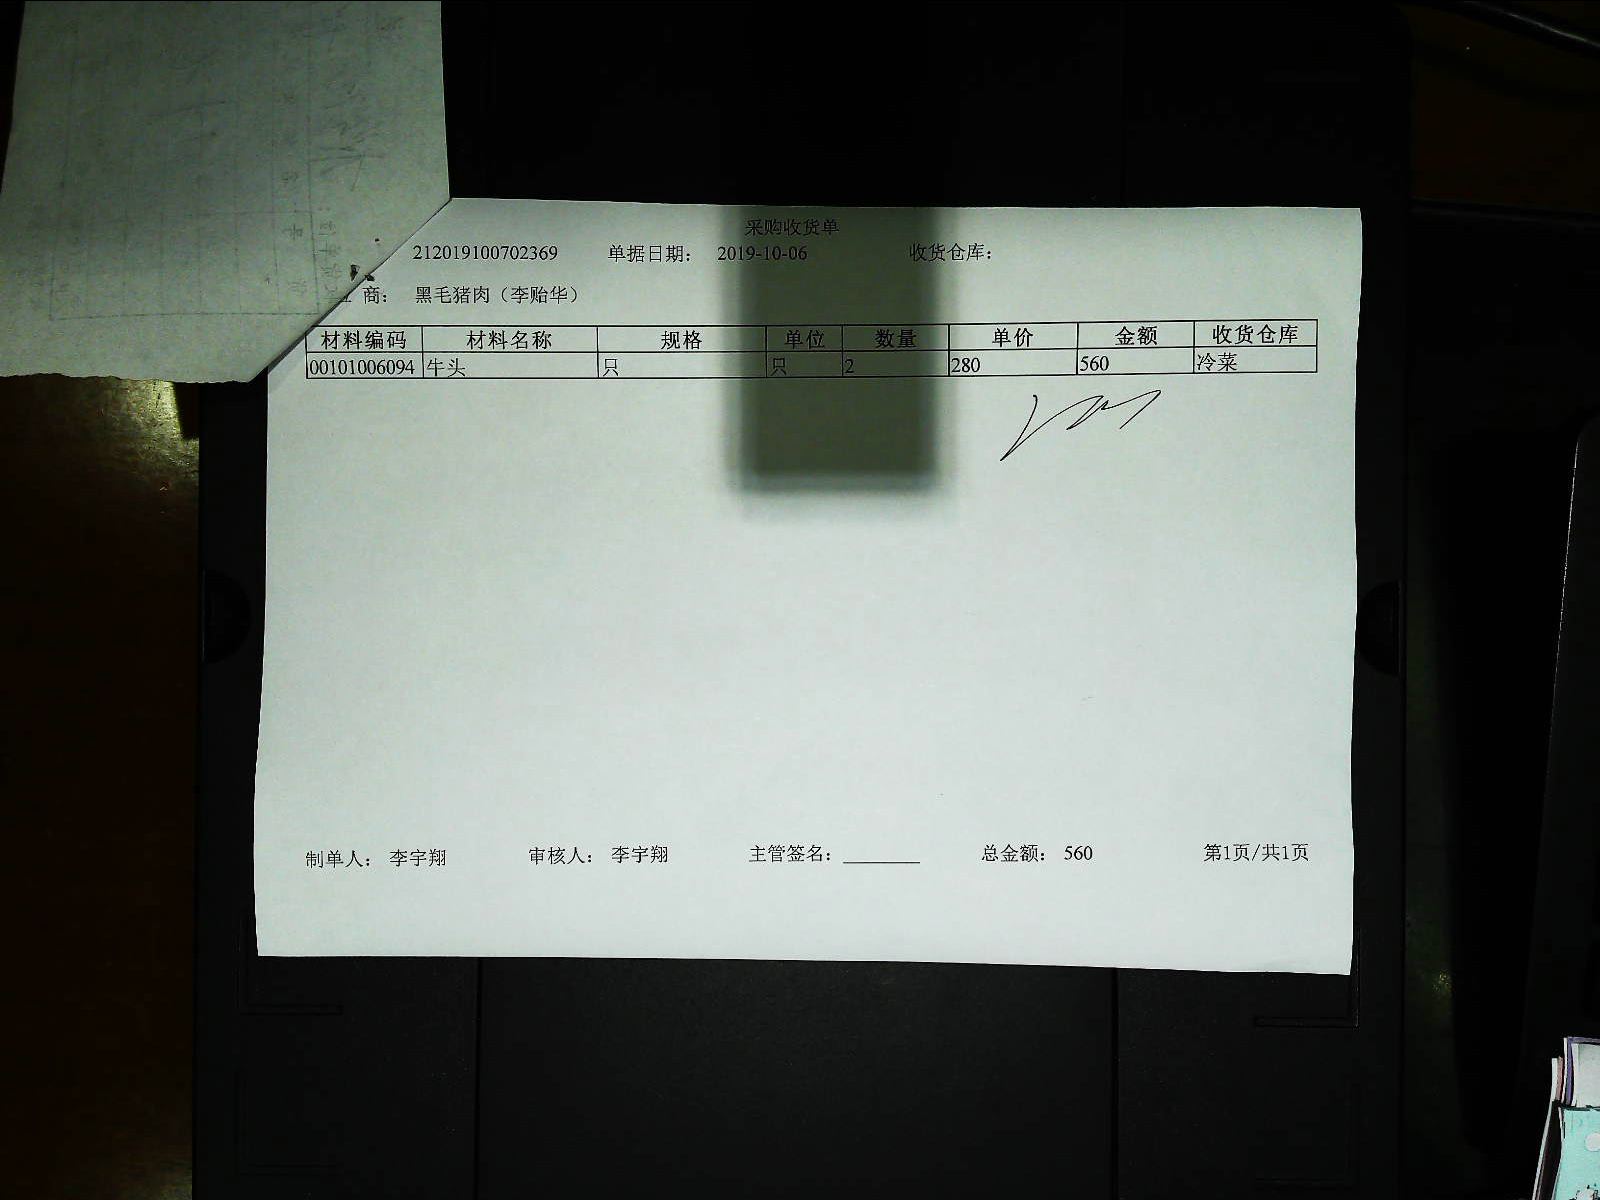 采购收货单
212019100702369 单据日期： 2019-10-06 收货仓库：
商： 黑毛猪肉（李贻华）
材料编码 材料名称 规格 单位 数量 单价 金额 收货仓库
00101006094 牛头 只 只 2 280 560 冷菜
制单人： 李宇翔 审核人： 李宇翔 主管签名：________ 总金额： 560 第1页/共1页